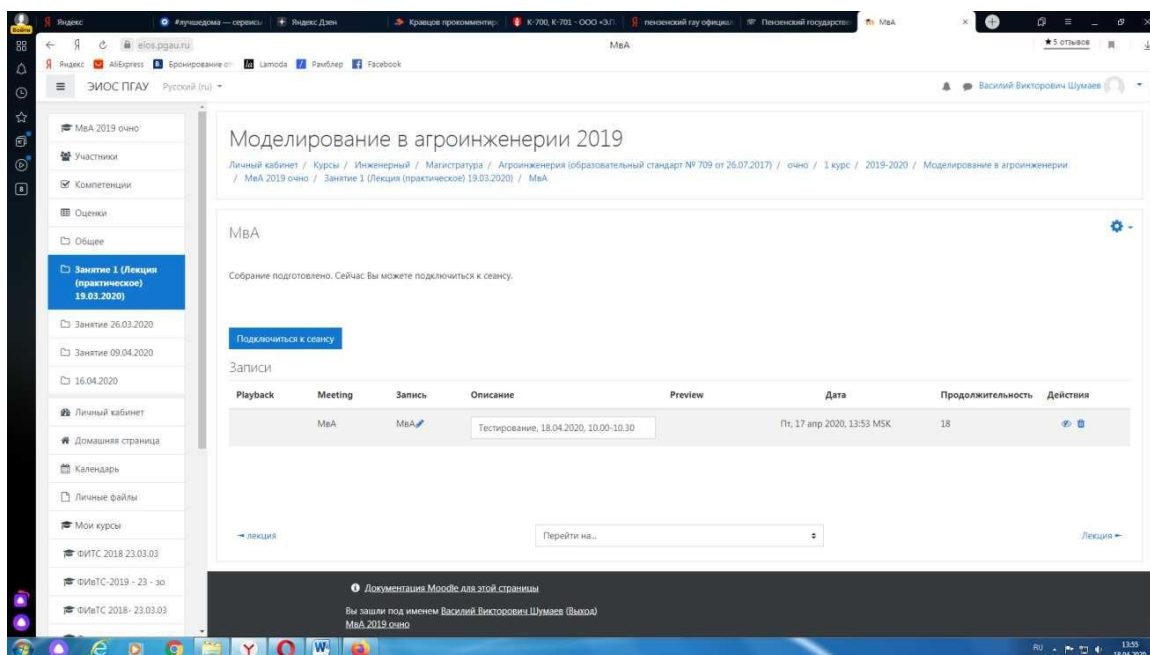 Яндекс
#лучшедома — сервисы
Яндекс.Дзен
Кравцов прокомментир
К-700, К-701 - ООО «З.Г
пензенский гау официал
Пензенский государстве
МвА
Войти
eios.pgau.ru
МвА
★5 отзывов
Яндекс
AliExpress
Бронирование от
Lamoda
Рамблер
Facebook
ЭИОС ПГАУ
Русский (ru)
Василий Викторович Шумаев
МвА 2019 очно
Участники
Компетенции
Оценки
Общее
Занятие 1 (Лекция
(практическое)
19.03.2020)
Занятие 26.03.2020
Занятие 09.04.2020
16.04.2020
Личный кабинет
Домашняя страница
Календарь
Личные файлы
Мои курсы
ФИТС 2018 23.03.03
ФИвТС-2019 - 23 - зо
ФИвТС 2018- 23.03.03
Моделирование в агроинженерии 2019
Личный кабинет / Курсы / Инженерный / Магистратура / Агроинженерия (образовательный стандарт № 709 от 26.07.2017) / очно / 1 курс / 2019-2020 / Моделирование в агроинженерии
/ МвА 2019 очно / Занятие 1 (Лекция (практическое) 19.03.2020) / МвА
МвА
Собрание подготовлено. Сейчас Вы можете подключиться к сеансу.
Подключиться к сеансу
Записи
Playback Meeting Запись Описание Preview Дата Продолжительность Действия
МвА МвА Тестирование, 18.04.2020, 10.00-10.30 Пт, 17 апр 2020, 13:53 MSK 18
лекция
Перейти на...
Лекция
Документация Moodle для этой страницы
Вы зашли под именем Василий Викторович Шумаев (Выход)
МвА 2019 очно
RU
13:55
18.04.2020